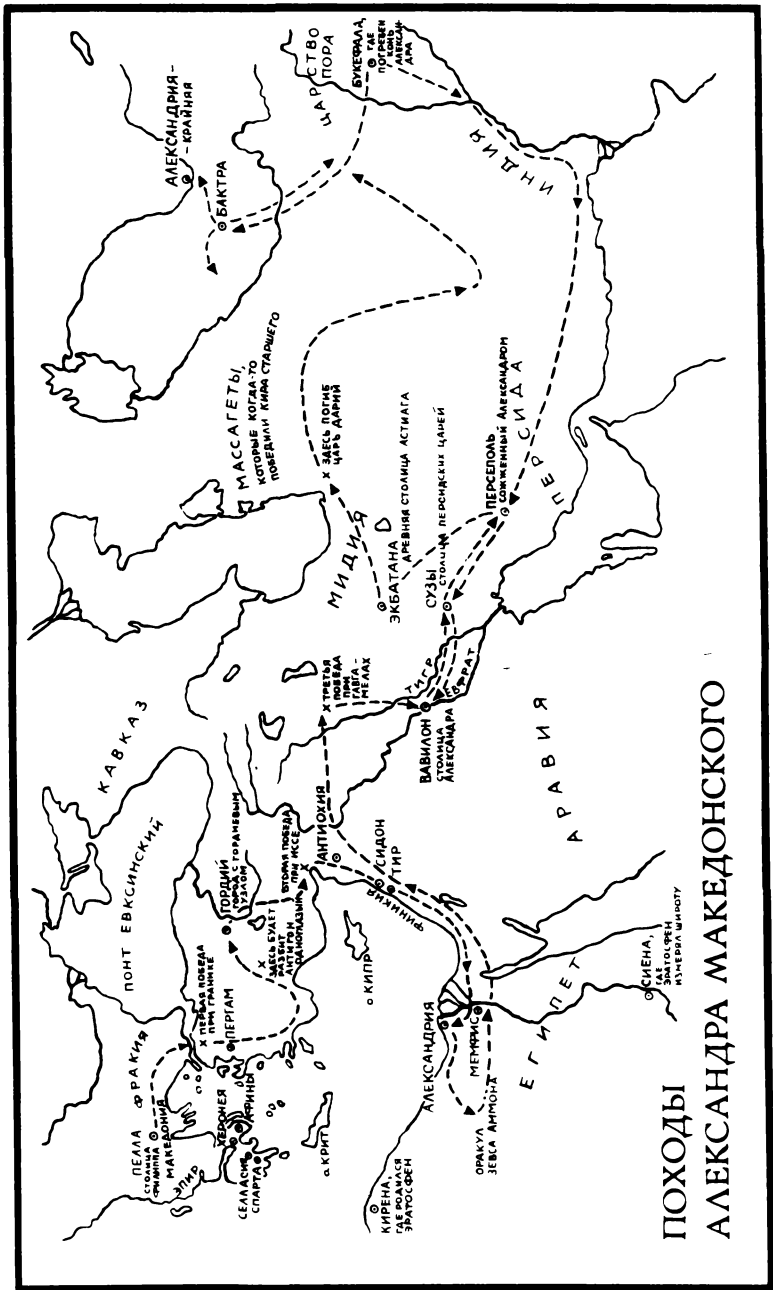 ПОХОДЫ
АЛЕКСАНДРА МАКЕДОНСКОГО
ПЕЛЛА
СТОЛИЦА
ФИЛИППА
МАКЕДОНИЯ
ФРАКИЯ
ЭПИР
ХЕРОНЕЯ
АФИНЫ
СЕЛЛАСИЯ
СПАРТА
о КРИТ
КИРЕНА,
ГДЕ РОДИЛСЯ
ЭРАТОСФЕН
ПОНТ ЕВКСИНСКИЙ
КАВКАЗ
х ПЕРВАЯ ПОБЕДА
ПРИ ГРАНИКЕ
ПЕРГАМ
ГОРДИЙ
ГОРОД С ГОРДИЕВЫМ
УЗЛОМ
х
ЗДЕСЬ БУДЕТ
РАЗБИТ
АНТИГОН
ОДНОГЛАЗЫЙ
ВТОРАЯ ПОБЕДА
ПРИ ИССЕ
х
АНТИОХИЯ
о КИПР
ФИНИКИЯ
СИДОН
ТИР
АЛЕКСАНДРИЯ
МЕМФИС
ОРАКУЛ
ЗЕВСА АММОНА
ЕГИПЕТ
СИЕНА,
ГДЕ
ЭРАТОСФЕН
ИЗМЕРЯЛ ШИРОТУ
АРАВИЯ
х ТРЕТЬЯ
ПОБЕДА
ПРИ
ГАВГА-
МЕЛАХ
ТИГР
ЕВФРАТ
ВАВИЛОН
СТОЛИЦА
АЛЕКСАНДРА
МИДИЯ
ЭКБАТАНА
ДРЕВНЯЯ СТОЛИЦА АСТИАГА
СУЗЫ
СТОЛИЦА ПЕРСИДСКИХ ЦАРЕЙ
ПЕРСЕПОЛЬ
СОЖЖЕННЫЙ АЛЕКСАНДРОМ
ПЕРСИДА
х ЗДЕСЬ ПОГИБ
ЦАРЬ ДАРИЙ
МАССАГЕТЫ,
КОТОРЫЕ КОГДА-ТО
ПОБЕДИЛИ КИРА СТАРШЕГО
АЛЕКСАНДРИЯ-
-КРАЙНЯЯ
БАКТРА
ЦАРСТВО
ПОРА
БУКЕФАЛА,
ГДЕ
ПОГРЕБЕН
КОНЬ
АЛЕКСАН-
ДРА
ИНДИЯ